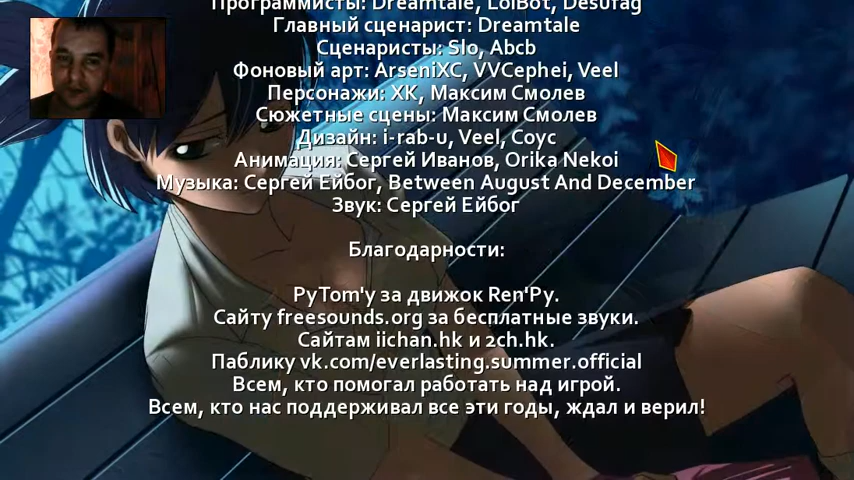 Программисты: Dreamtale, LolBot, Desufag
Главный сценарист: Dreamtale
Сценаристы: Slo, Abcb
Фоновый арт: ArseniXC, VVCephei, Veel
Персонажи: ХК, Максим Смолев
Сюжетные сцены: Максим Смолев
Дизайн: i-rab-u, Veel, Соус
Анимация: Сергей Иванов, Orika Nekoi
Музыка: Сергей Ейбог, Between August And December
Звук: Сергей Ейбог
Благодарности:
PyTom'у за движок Ren'Py.
Сайту freesounds.org за бесплатные звуки.
Сайтам iichan.hk и 2ch.hk.
Паблику vk.com/everlasting.summer.official
Всем, кто помогал работать над игрой.
Всем, кто нас поддерживал все эти годы, ждал и верил!